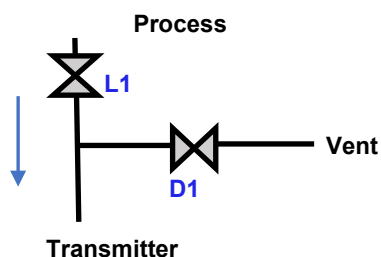 Process
L1
Vent
D1
Transmitter